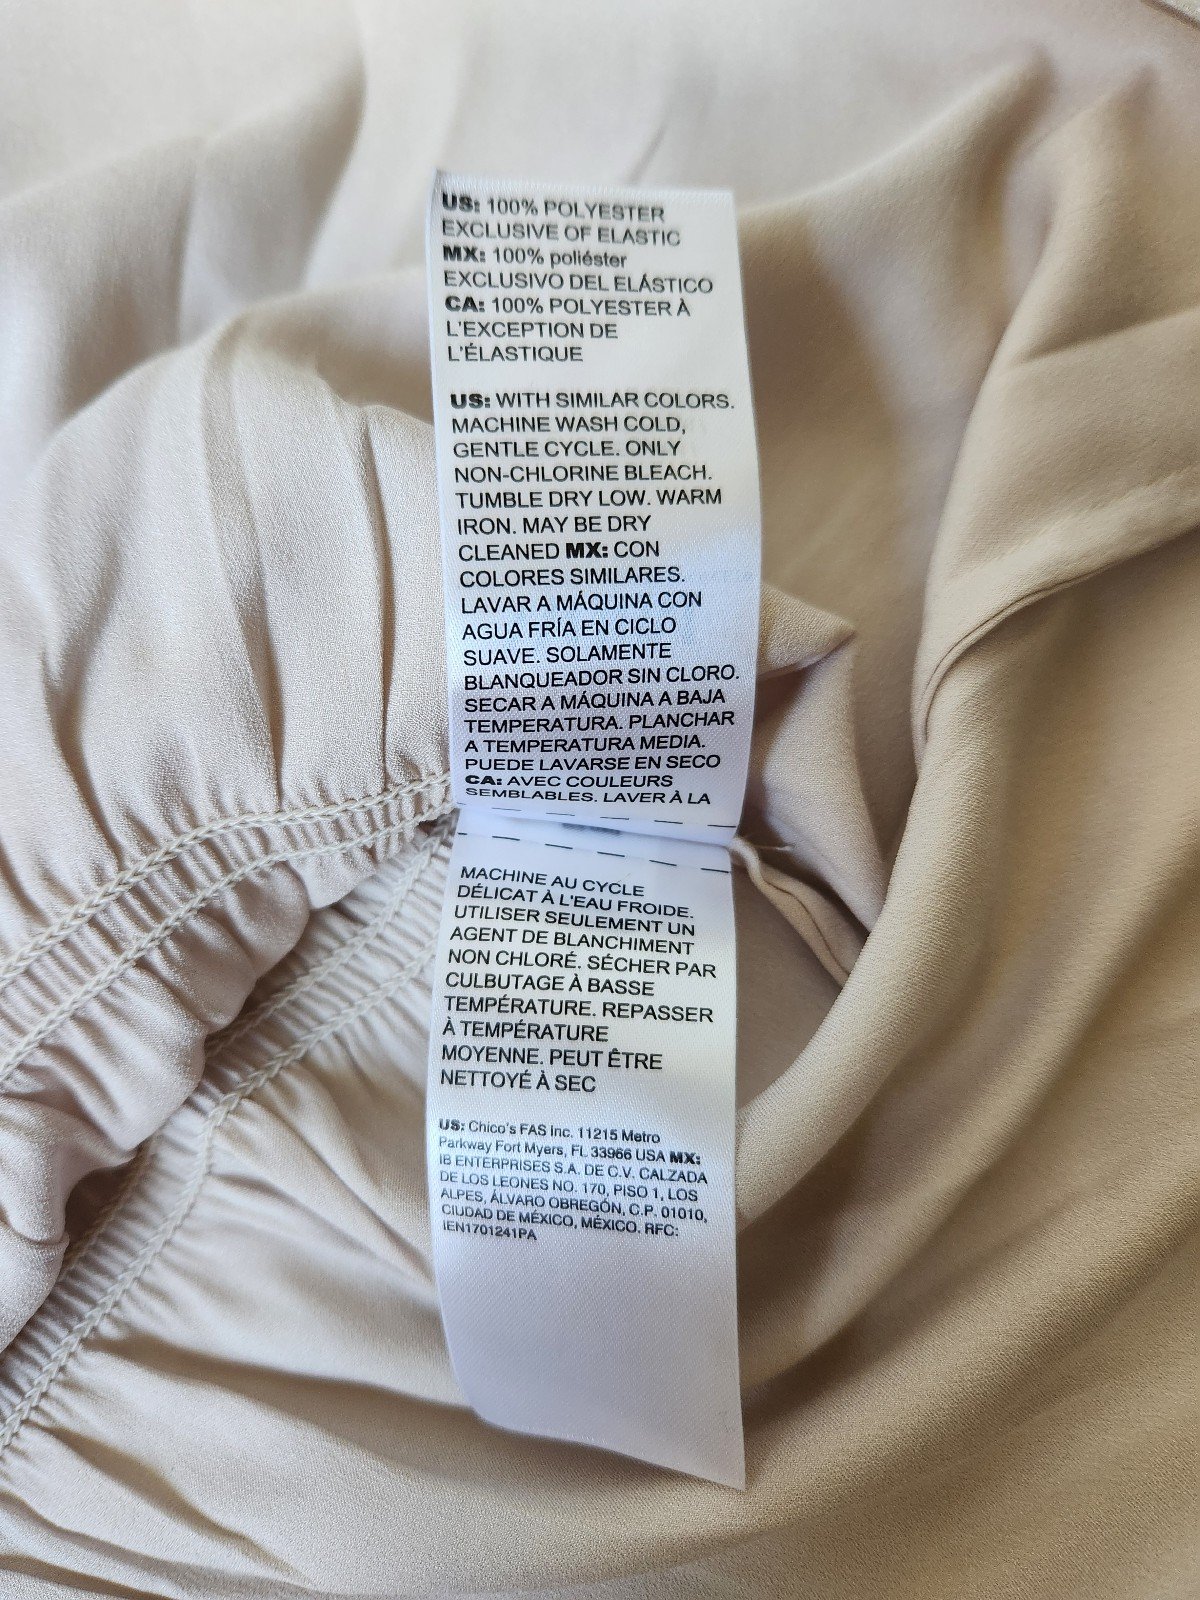 US: 100% POLYESTER
EXCLUSIVE OF ELASTIC
MX: 100% poliéster
EXCLUSIVO DEL ELÁSTICO
CA: 100% POLYESTER À
L'EXCEPTION DE
L'ÉLASTIQUE
US: WITH SIMILAR COLORS.
MACHINE WASH COLD,
GENTLE CYCLE. ONLY
NON-CHLORINE BLEACH.
TUMBLE DRY LOW. WARM
IRON. MAY BE DRY
CLEANED MX: CON
COLORES SIMILARES.
LAVAR A MÁQUINA CON
AGUA FRÍA EN CICLO
SUAVE. SOLAMENTE
BLANQUEADOR SIN CLORO.
SECAR A MÁQUINA A BAJA
TEMPERATURA. PLANCHAR
A TEMPERATURA MEDIA.
PUEDE LAVARSE EN SECO
CA: AVEC COULEURS
SEMBLABLES. LAVER À LA
MACHINE AU CYCLE
DÉLICAT À L'EAU FROIDE.
UTILISER SEULEMENT UN
AGENT DE BLANCHIMENT
NON CHLORÉ. SÉCHER PAR
CULBUTAGE À BASSE
TEMPÉRATURE. REPASSER
À TEMPÉRATURE
MOYENNE. PEUT ÊTRE
NETTOYÉ À SEC
US: Chico's FAS Inc. 11215 Metro
Parkway Fort Myers, FL 33966 USA MX:
IB ENTERPRISES S.A. DE C.V. CALZADA
DE LOS LEONES NO. 170, PISO 1, LOS
ALPES, ÁLVARO OBREGÓN, C.P. 01010,
CIUDAD DE MÉXICO, MÉXICO. RFC:
IEN1701241PA